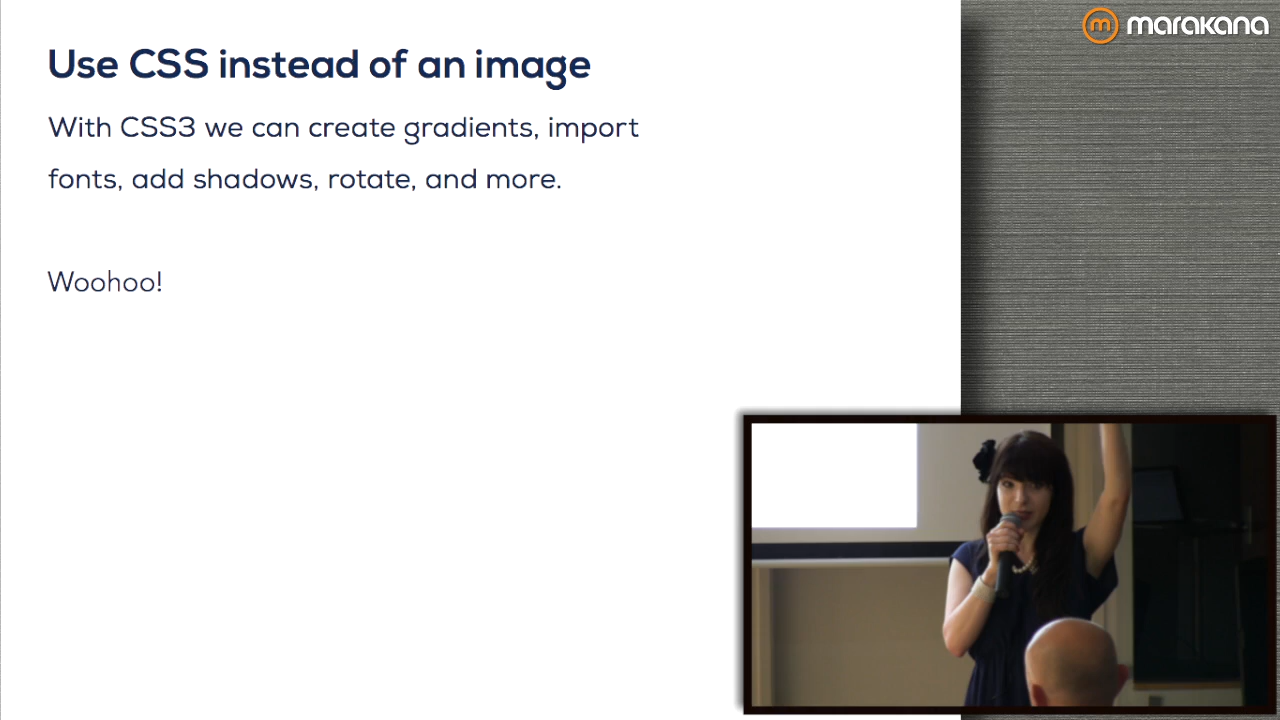 Use CSS instead of an image
With CSS3 we can create gradients, import
fonts, add shadows, rotate, and more.
Woohoo!
m marakana